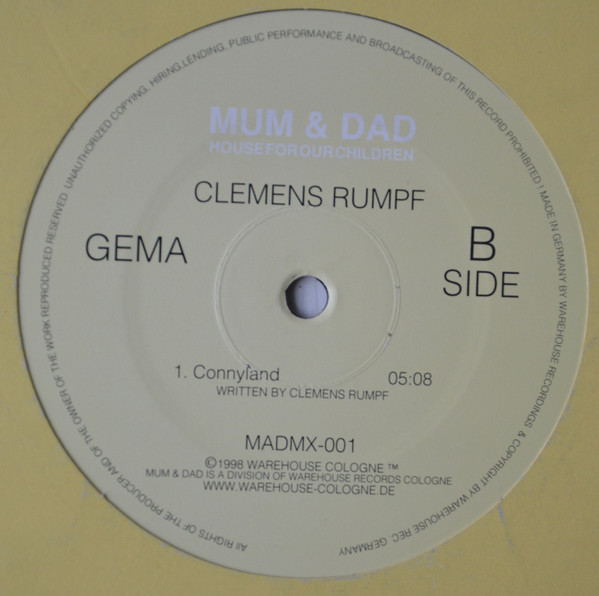 MUM & DAD
HOUSEFOROURCHILDREN
CLEMENS RUMPF
GEMA
B
SIDE
1. Connyland 05:08
WRITTEN BY CLEMENS RUMPF
MADMX-001
©1998 WAREHOUSE COLOGNE ™
MUM & DAD IS A DIVISION OF WAREHOUSE RECORDS COLOGNE
WWW.WAREHOUSE-COLOGNE.DE
All RIGHTS OF THE PRODUCER AND OF THE OWNER OF THE WORK REPRODUCED RESERVED. UNAUTHORIZED COPYING, HIRING,LENDING, PUBLIC PERFORMANCE AND BROADCASTING OF THIS RECORD PROHIBITED ! MADE IN GERMANY BY WAREHOUSE RECORDINGS & COPYRIGHT BY WAREHOUSE REC. GERMANY